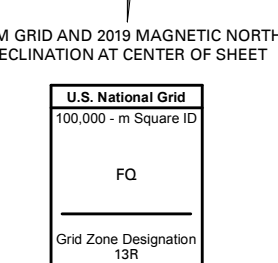 GRID AND 2019 MAGNETIC NORTH
AT CENTER OF SHEET
U.S. National Grid
100,000 - m Square ID
FQ
Grid Zone Designation
13R